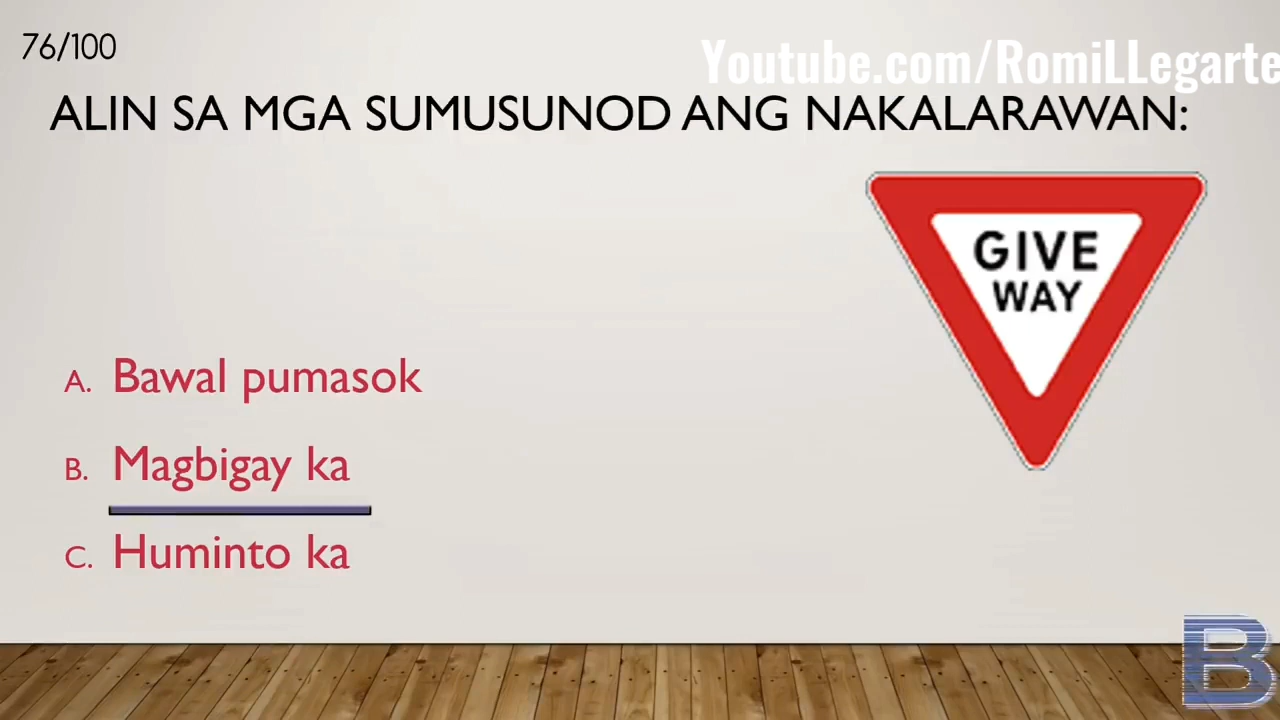 76/100
Youtube.com/RomiLLegarte
ALIN SA MGA SUMUSUNOD ANG NAKALARAWAN:
GIVE
WAY
A. Bawal pumasok
B. Magbigay ka
C. Huminto ka
B